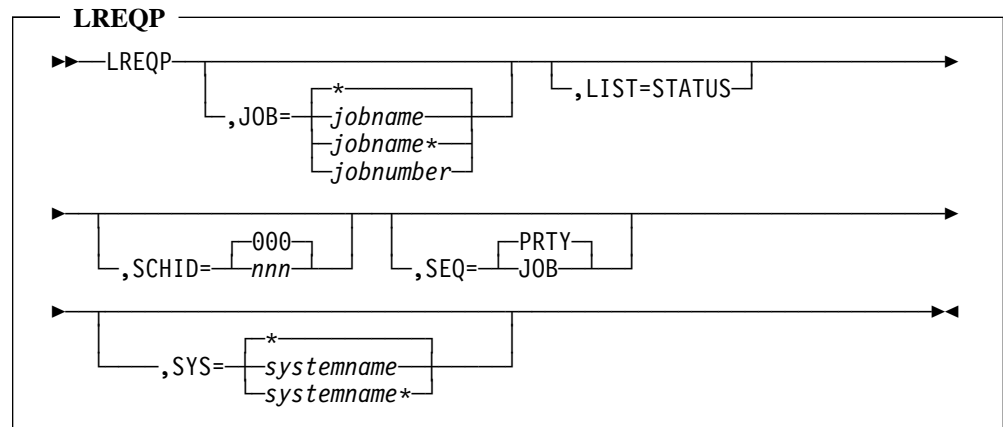 LREQP
LREQP
,JOB=
*
jobname
jobname*
jobnumber
,LIST=STATUS
,SCHID=
000
nnn
,SEQ=
PRTY
JOB
,SYS=
*
systemname
systemname*